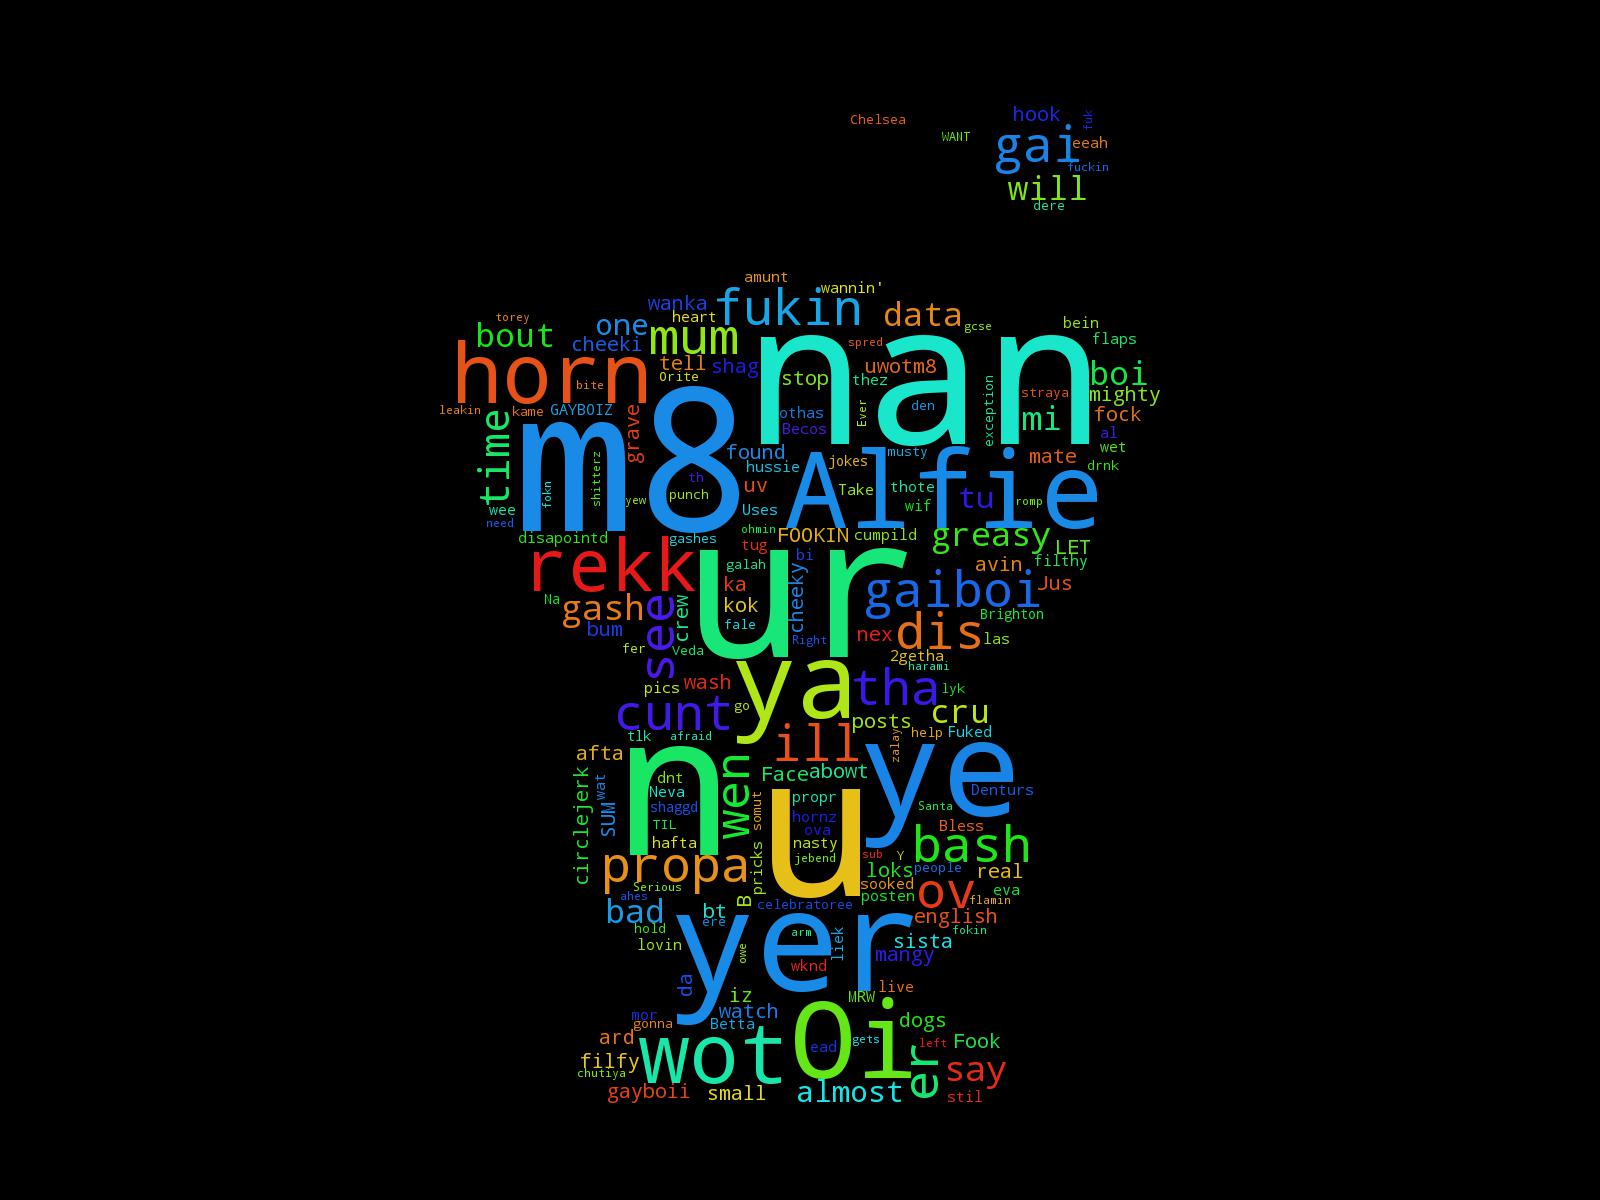 hook
fuk
Chelsea
WANT
gai
eeah
fuckin
will
dere
amunt
wannin'
wanka
fukin
data
heart
torey
one
gcse
bein
bout
cheeki
mum
nan
flaps
horn
spred
tell
shag
uwotm8
Orite
stop
thez
boi
bite
straya
mighty
leakin
kame
GAYBOIZ
grave
m8
othas
Ever
den
exception
mi
fock
time
Becos
al
wet
found
musty
mate
drnk
shitterz
fokn
hussie
jokes
Alfie
th
punch
yew
uv
Take
thote
tu
romp
wee
need
Uses
wif
disapointd
gashes
ohmin
FOOKIN
cumpild
greasy
LET
rekk
ur
tug
bi
galah
avin
filthy
ka
cheeky
gaiboi
Jus
Na
gash
see
crew
kok
Brighton
bum
fale
Right
nex
dis
las
fer
Veda
2getha
harami
pics
wash
ya
tha
lyk
cunt
go
posts
cru
tlk
afraid
ill
zalay
help
Fuked
afta
n
wen
Face
abowt
ye
circlejerk
wat
dnt
Neva
propr
Denturs
SUM
shaggd
somut
u
Santa
TIL
hornz
ova
Bless
hafta
nasty
bash
propa
pricks
jebend
sub
Y
loks
people
real
Serious
sooked
ov
eva
ahes
B
celebratoree
posten
flamin
bad
bt
yer
english
hold
ere
arm
liek
fokin
lovin
owe
sista
wknd
mangy
da
iz
MRW
live
mor
gonna
watch
Betta
Oi
dogs
ard
wot
ead
gets
left
Fook
filfy
er
say
chutiya
gayboii
small
almost
stil